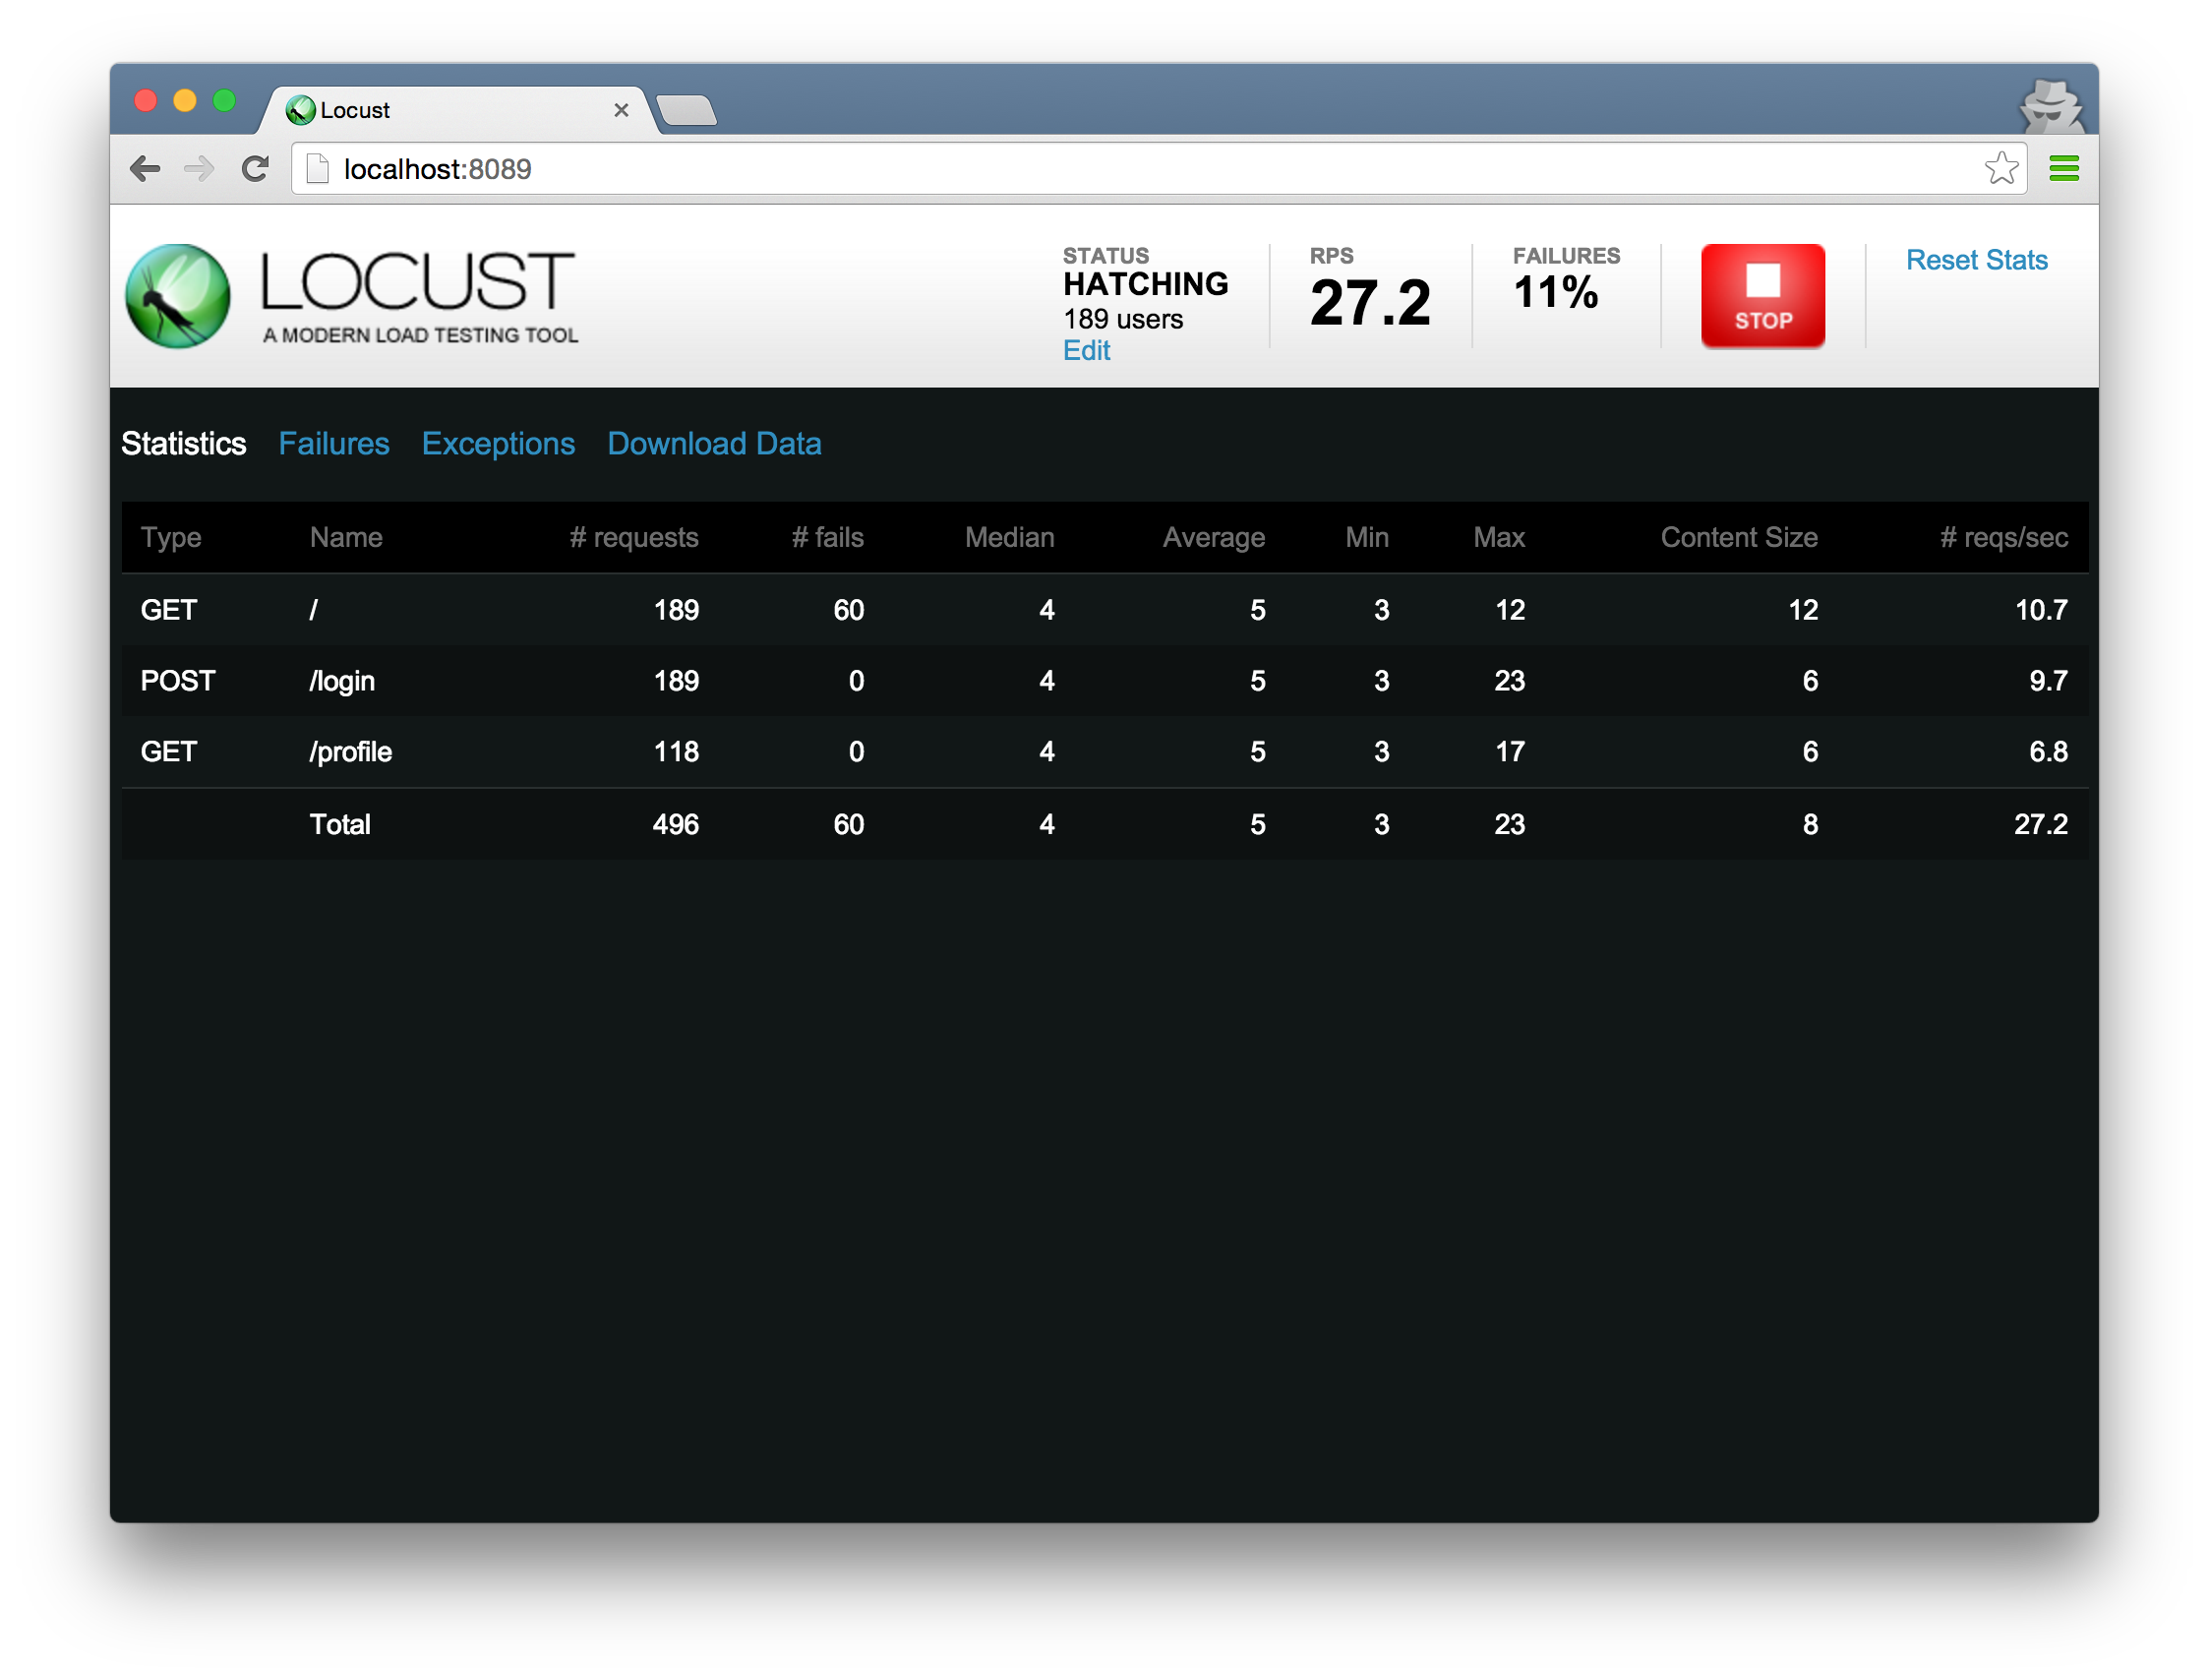 Locust
localhost:8089
LOCUST
A MODERN LOAD TESTING TOOL
STATUS
HATCHING
189 users
Edit
RPS
27.2
FAILURES
11%
STOP
Reset Stats
Statistics Failures Exceptions Download Data
Type Name # requests # fails Median Average Min Max Content Size # reqs/sec
GET / 189 60 4 5 3 12 12 10.7
POST /login 189 0 4 5 3 23 6 9.7
GET /profile 118 0 4 5 3 17 6 6.8
Total 496 60 4 5 3 23 8 27.2